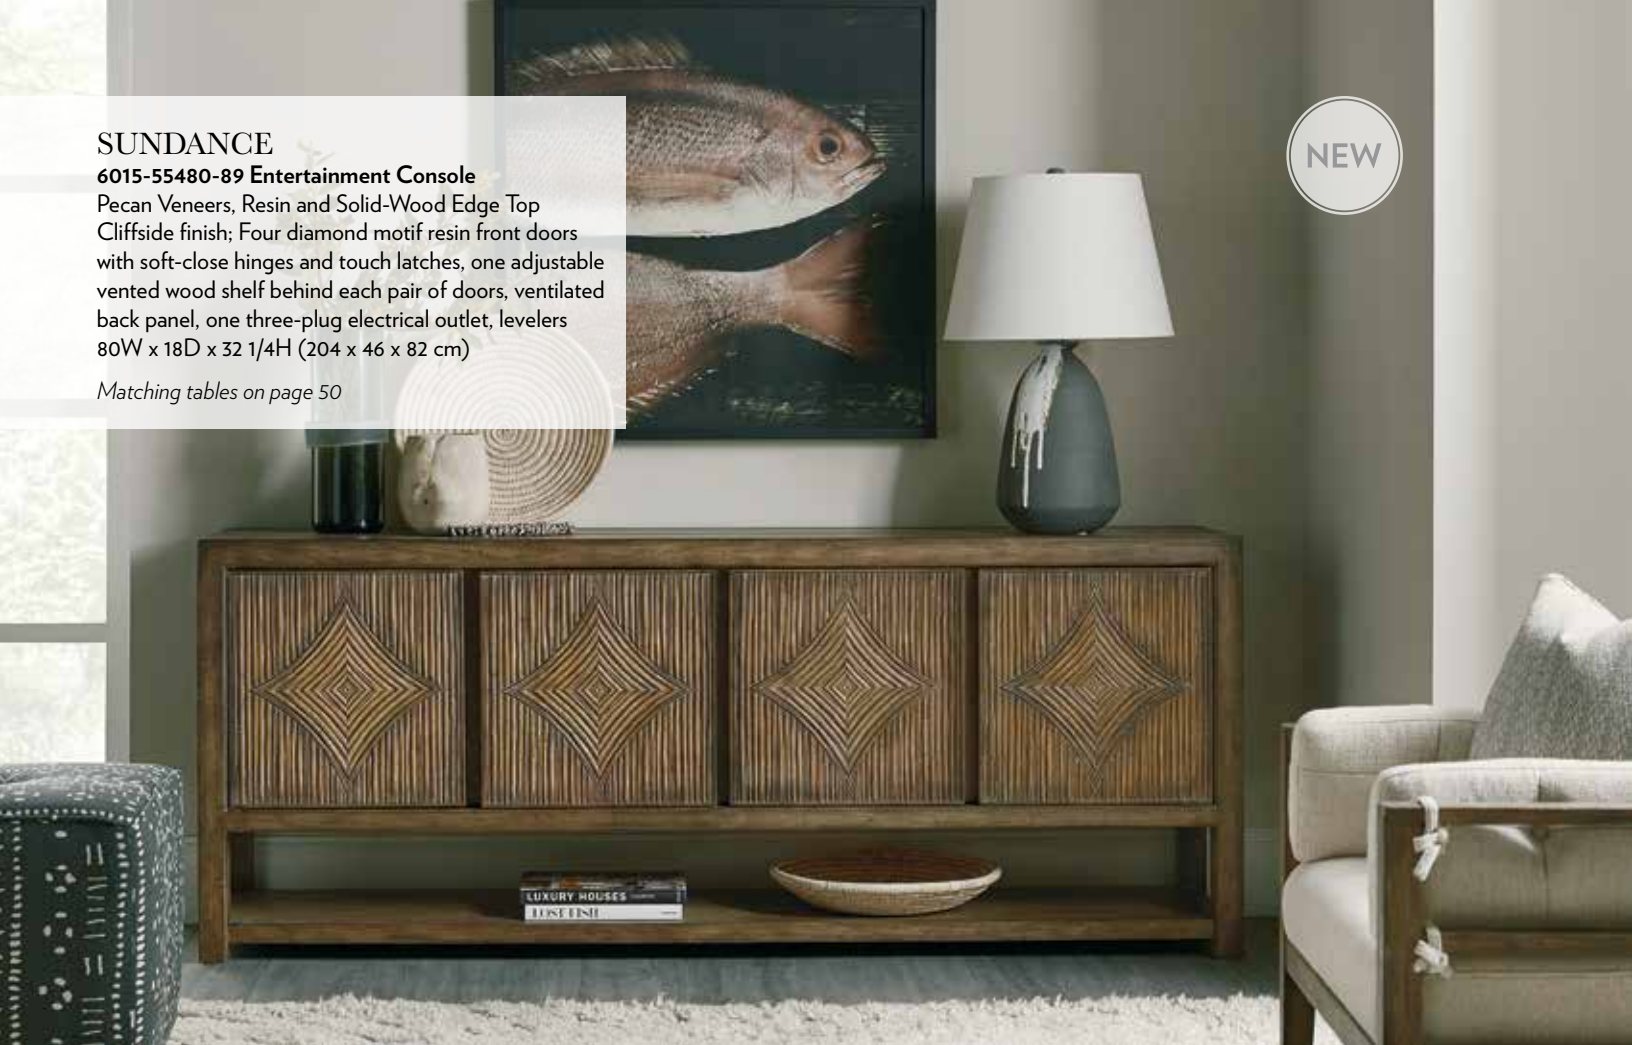 SUNDANCE
6015-55480-89 Entertainment Console
Pecan Veneers, Resin and Solid-Wood Edge Top
Cliffside finish; Four diamond motif resin front doors
with soft-close hinges and touch latches, one adjustable
vented wood shelf behind each pair of doors, ventilated
back panel, one three-plug electrical outlet, levelers
80W x 18D x 32 1/4H (204 x 46 x 82 cm)
Matching tables on page 50
NEW
LUXURY HOUSES
LOST FISH